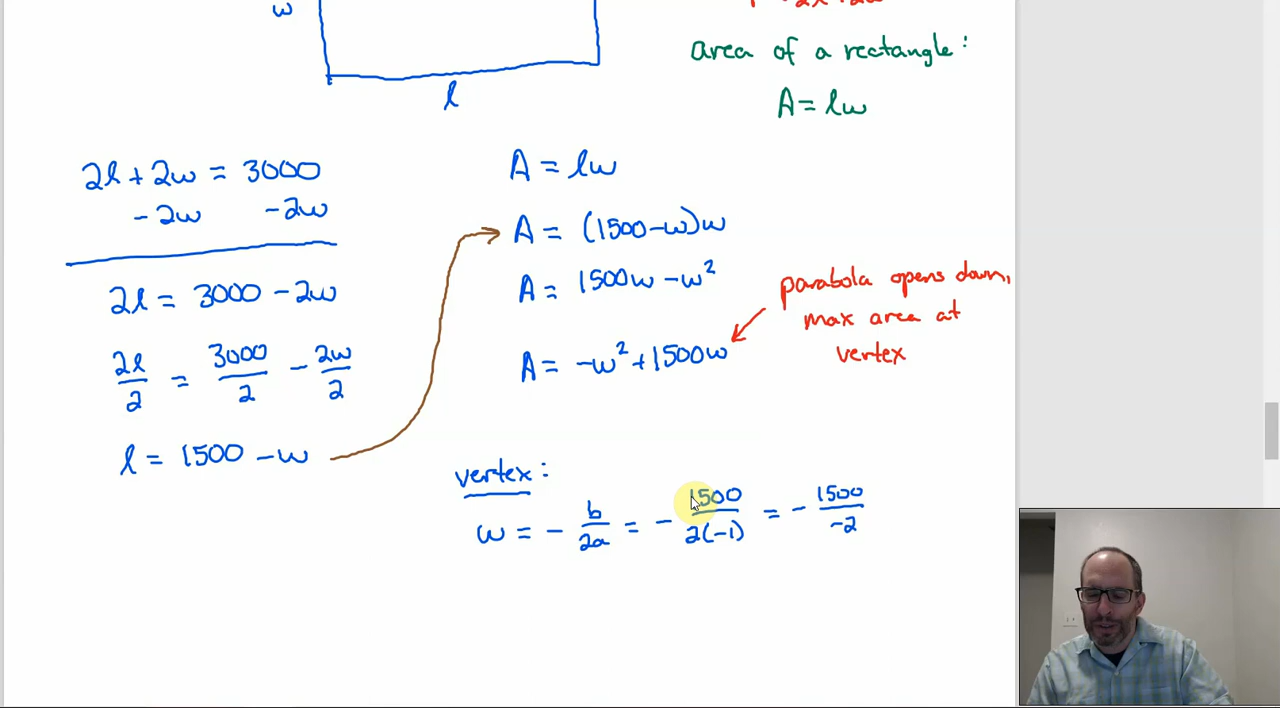 w
P = 2l + 2w
area of a rectangle:
A = lw
l
2l + 2w = 3000
-2w -2w
2l = 3000 - 2w
2l/2 = 3000/2 - 2w/2
l = 1500 - w
A = lw
A = (1500-w)w
A = 1500w - w²
A = -w² + 1500w
parabola opens down,
max area at
vertex
vertex:
w = - b/2a = - 1500/2(-1) = - 1500/-2